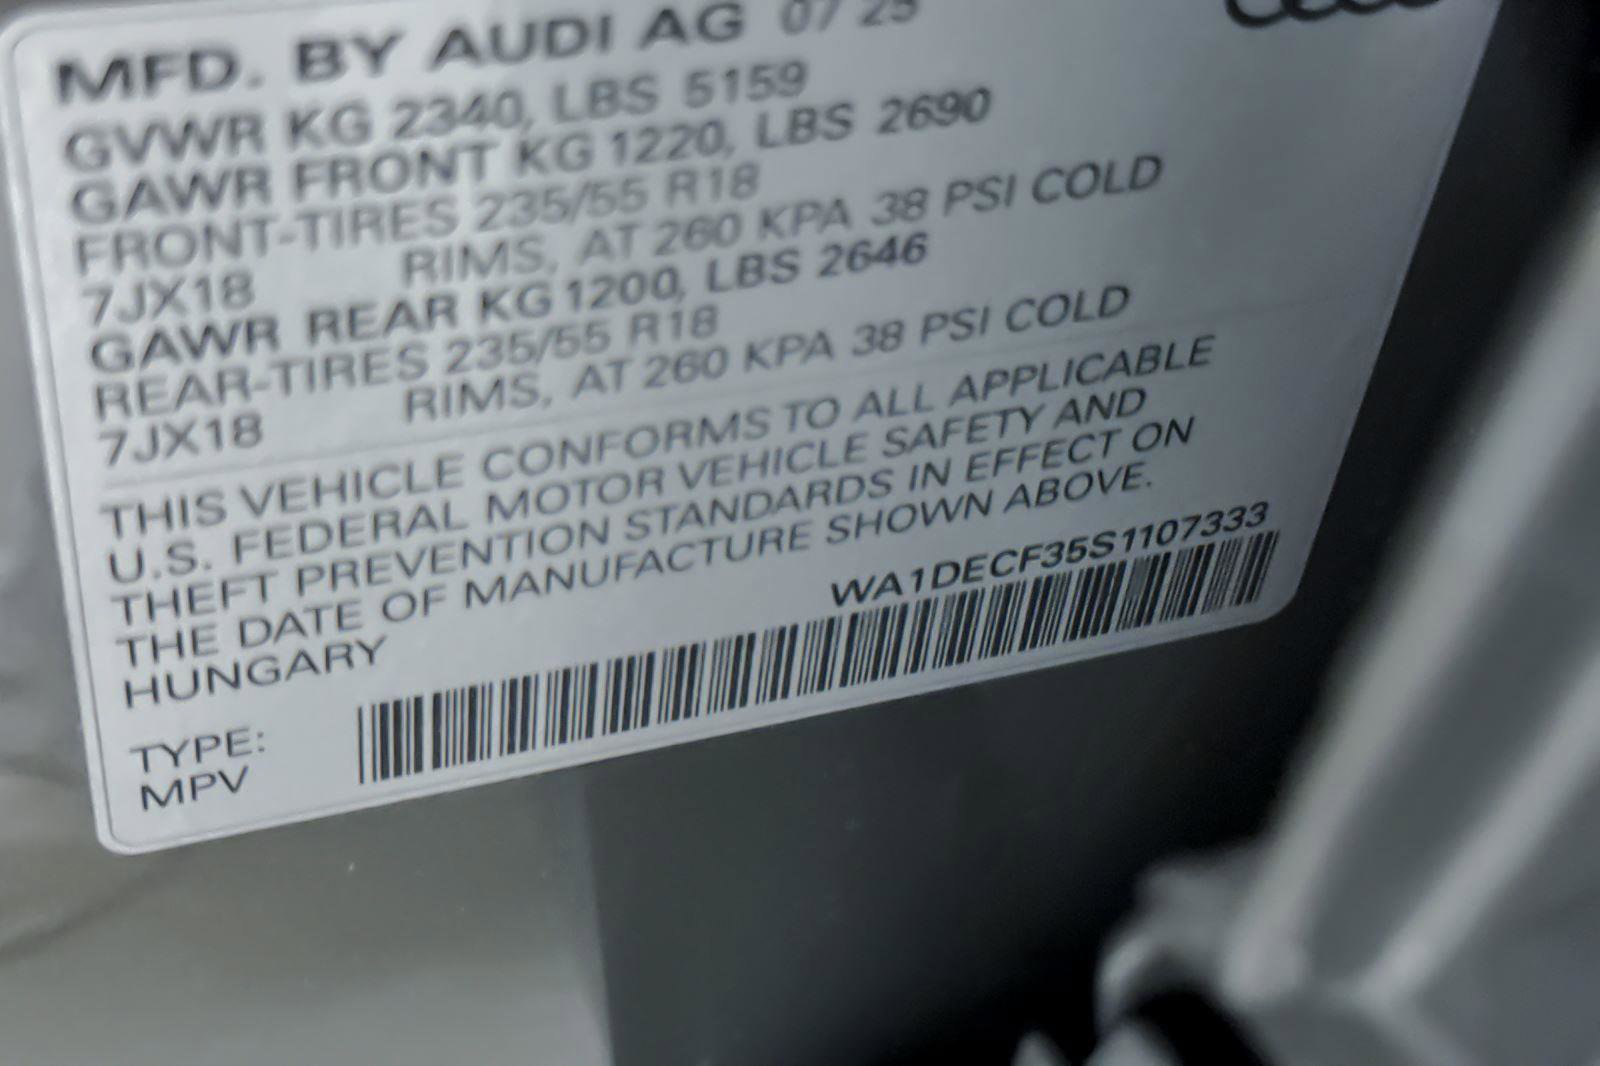 MFD. BY AUDI AG 07 25
GVWR KG 2340, LBS 5159
GAWR FRONT KG 1220, LBS 2690
FRONT-TIRES 235/55 R18
7JX18 RIMS, AT 260 KPA 38 PSI COLD
GAWR REAR KG 1200, LBS 2646
REAR-TIRES 235/55 R18
7JX18 RIMS, AT 260 KPA 38 PSI COLD
THIS VEHICLE CONFORMS TO ALL APPLICABLE
U.S. FEDERAL MOTOR VEHICLE SAFETY AND
THEFT PREVENTION STANDARDS IN EFFECT ON
THE DATE OF MANUFACTURE SHOWN ABOVE.
HUNGARY
WA1DECF35S1107333
TYPE:
MPV